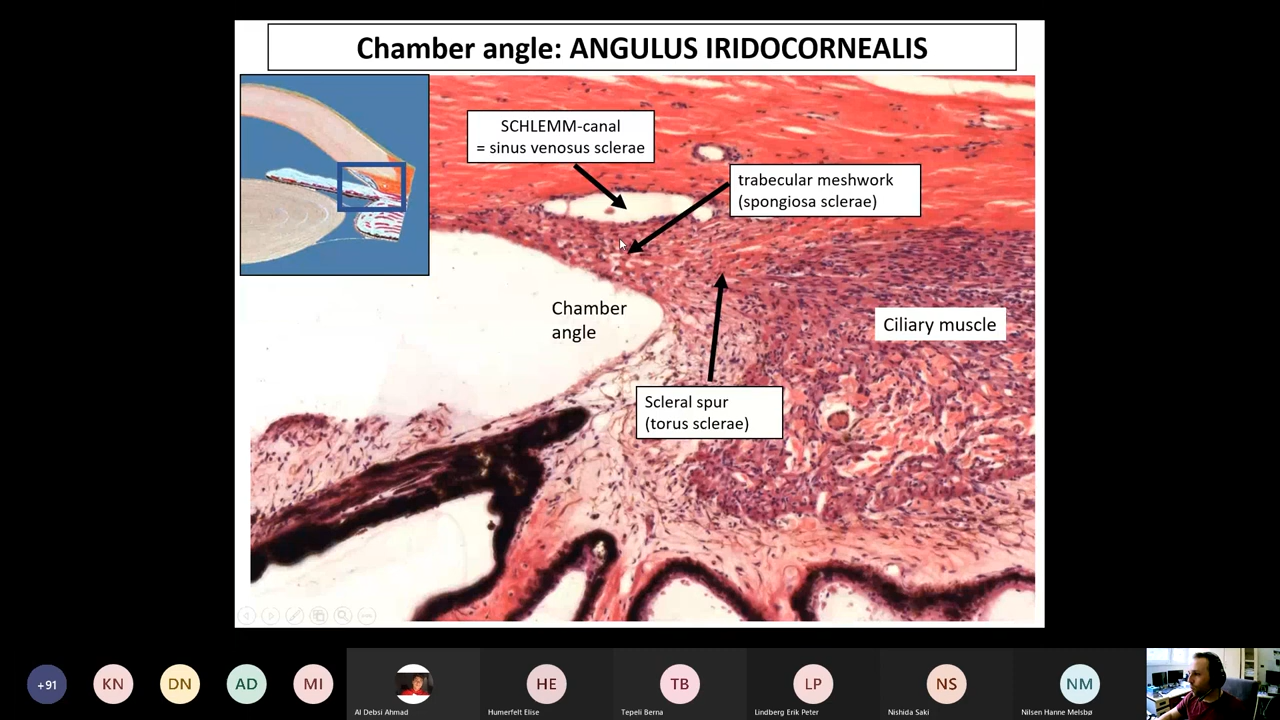 Chamber angle: ANGULUS IRIDOCORNEALIS
SCHLEMM-canal
= sinus venosus sclerae
trabecular meshwork
(spongiosa sclerae)
Chamber
angle
Ciliary muscle
Scleral spur
(torus sclerae)
+91
KN
DN
AD
MI
HE
TB
LP
NS
NM
Al Debsi Ahmad
Humerfelt Elise
Tepeli Berna
Lindberg Erik Peter
Nishida Saki
Nilsen Hanne Melsbø